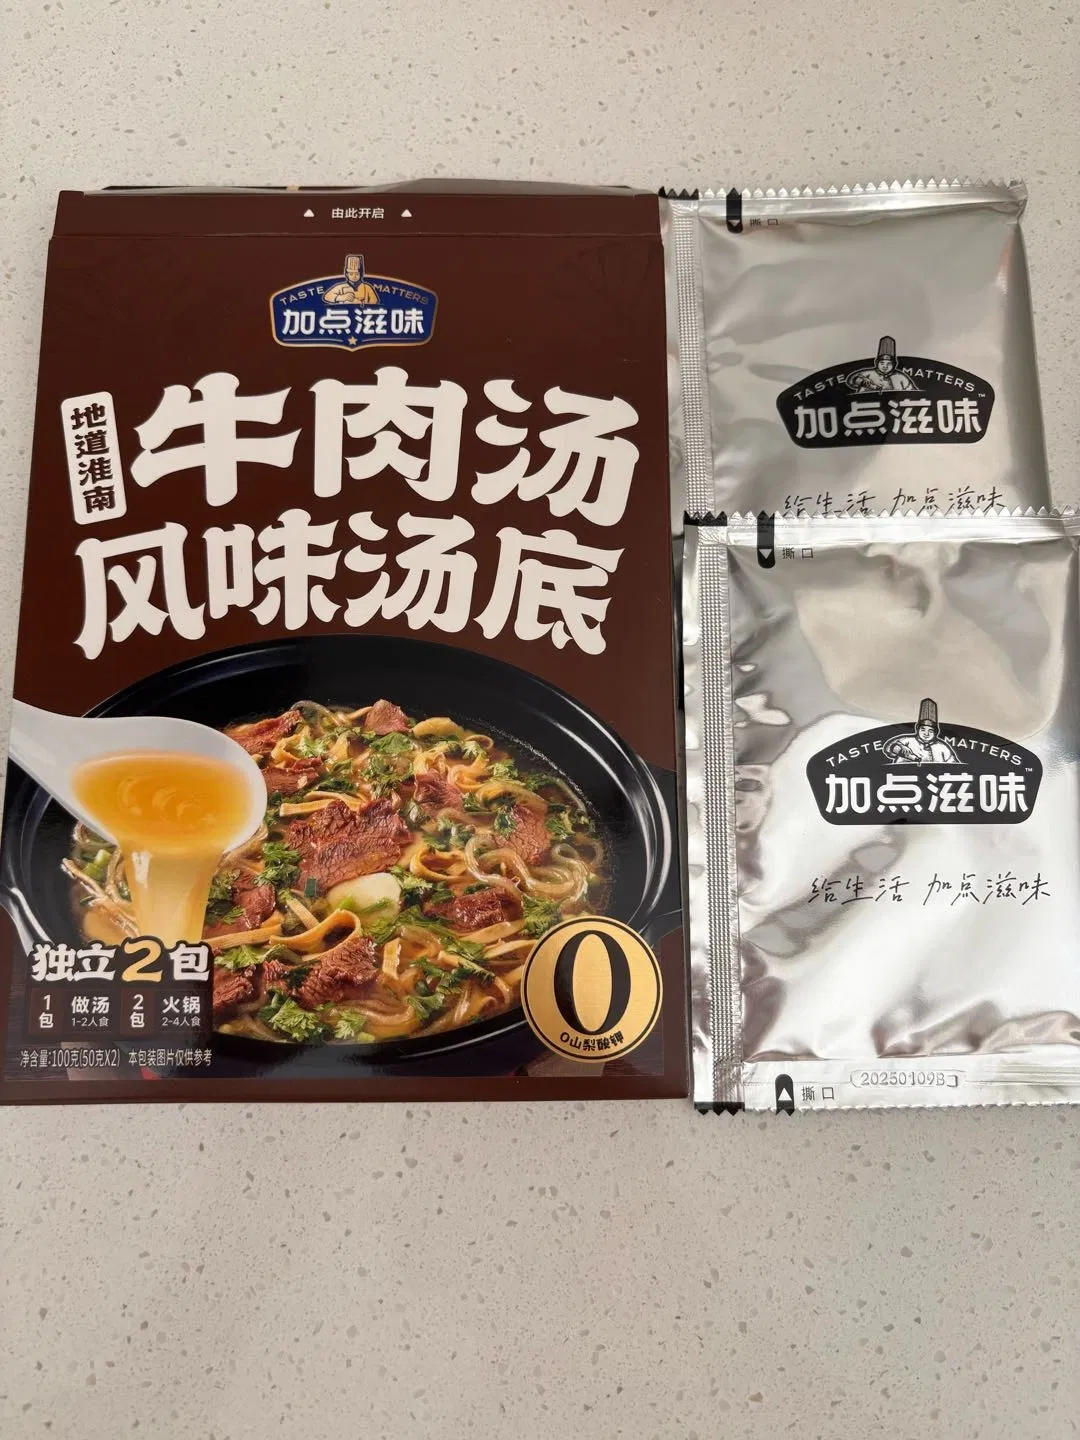 由此开启
TASTE MATTERS
加点滋味
地道淮南
牛肉汤
风味汤底
独立2包
1包 做汤 1-2人食 2包 火锅 2-4人食
净含量:100克(50克X2) 本包装图片仅供参考
0
0山梨酸钾
撕口
TASTE MATTERS™
加点滋味
给生活 加点滋味
撕口
TASTE MATTERS™
加点滋味
给生活 加点滋味
撕口
20250109B